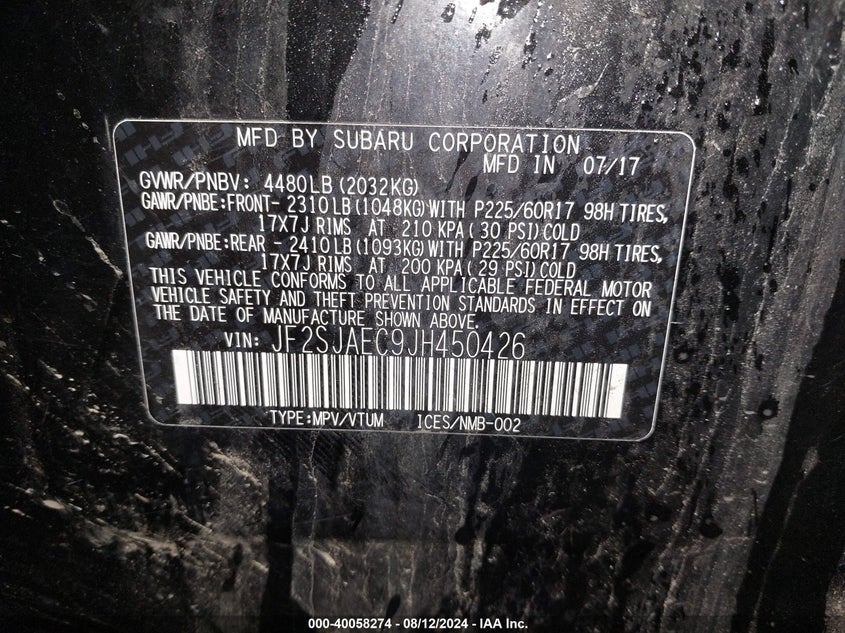 MFD BY SUBARU CORPORATION
MFD IN 07/17
GVWR/PNBV: 4480LB(2032KG)
GAWR/PNBE:FRONT- 2310LB(1048KG)WITH P225/60R17 98H TIRES,
17X7J RIMS AT 210 KPA(30 PSI)COLD
GAWR/PNBE:REAR - 2410LB(1093KG)WITH P225/60R17 98H TIRES,
17X7J RIMS AT 200 KPA(29 PSI)COLD
THIS VEHICLE CONFORMS TO ALL APPLICABLE FEDERAL MOTOR
VEHICLE SAFETY AND THEFT PREVENTION STANDARDS IN EFFECT ON
THE DATE OF MANUFACTURE SHOWN ABOVE.
VIN: JF2SJAEC9JH450426
TYPE:MPV/VTUM ICES/NMB-002
000-40058274 - 08/12/2024 - IAA Inc.